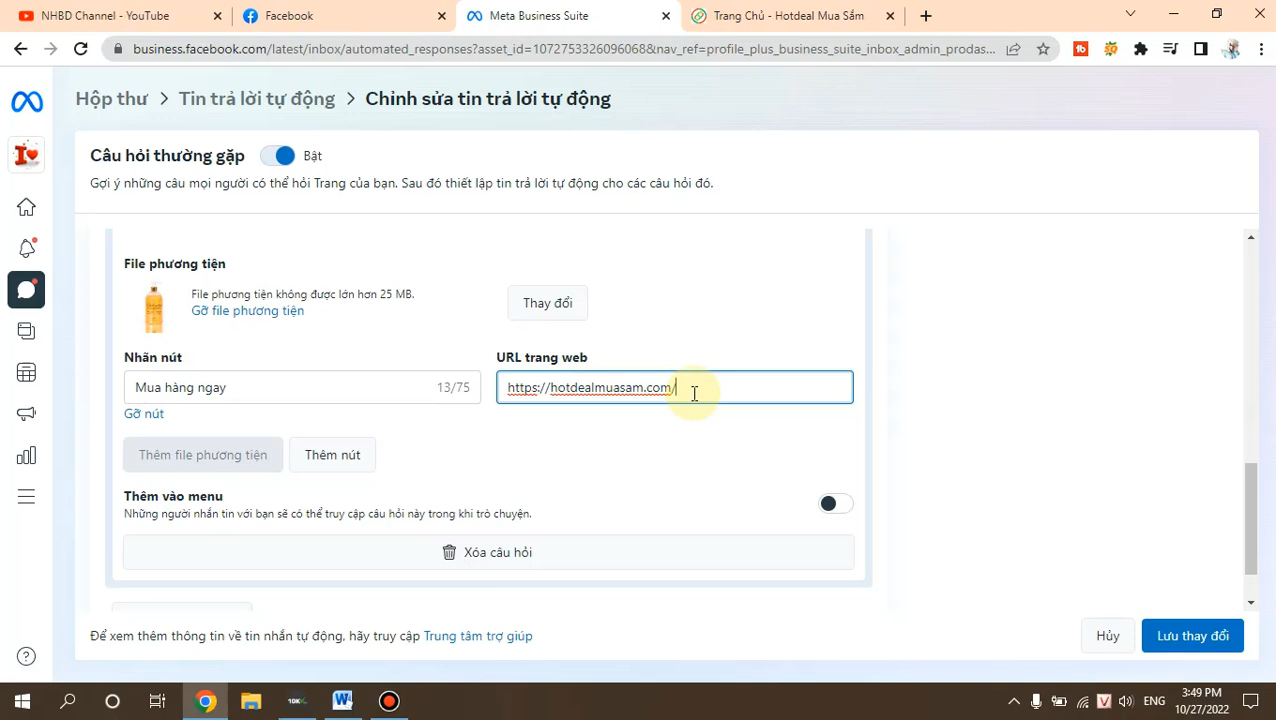 NHBD Channel - YouTube
Facebook
Meta Business Suite
Trang Chủ - Hotdeal Mua Sắm
business.facebook.com/latest/inbox/automated_responses?asset_id=107275332609606&nav_ref=profile_plus_business_suite_inbox_admin_prodas...
Hộp thư > Tin trả lời tự động > Chỉnh sửa tin trả lời tự động
Câu hỏi thường gặp Bật
Gợi ý những câu mọi người có thể hỏi Trang của bạn. Sau đó thiết lập tin trả lời tự động cho các câu hỏi đó.
File phương tiện
File phương tiện không được lớn hơn 25 MB.
Gỡ file phương tiện
Thay đổi
Nhãn nút
URL trang web
Mua hàng ngay 13/75
https://hotdealmuasam.com/
Gỡ nút
Thêm file phương tiện
Thêm nút
Thêm vào menu
Những người nhắn tin với bạn sẽ có thể truy cập câu hỏi này trong khi trò chuyện.
Xóa câu hỏi
Để xem thêm thông tin về tin nhắn tự động, hãy truy cập Trung tâm trợ giúp
Hủy
Lưu thay đổi
ENG
3:49 PM
10/27/2022